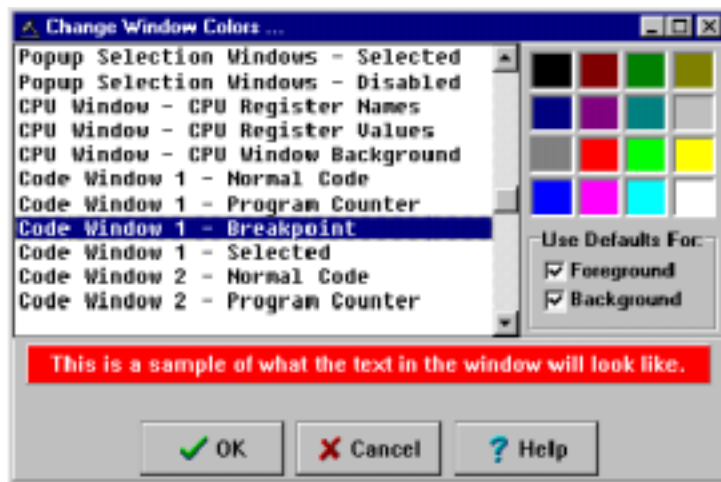 Change Window Colors ...
Popup Selection Windows - Selected
Popup Selection Windows - Disabled
CPU Window - CPU Register Names
CPU Window - CPU Register Values
CPU Window - CPU Window Background
Code Window 1 - Normal Code
Code Window 1 - Program Counter
Code Window 1 - Breakpoint
Code Window 1 - Selected
Code Window 2 - Normal Code
Code Window 2 - Program Counter
Use Defaults For:
Foreground
Background
This is a sample of what the text in the window will look like.
OK
Cancel
? Help